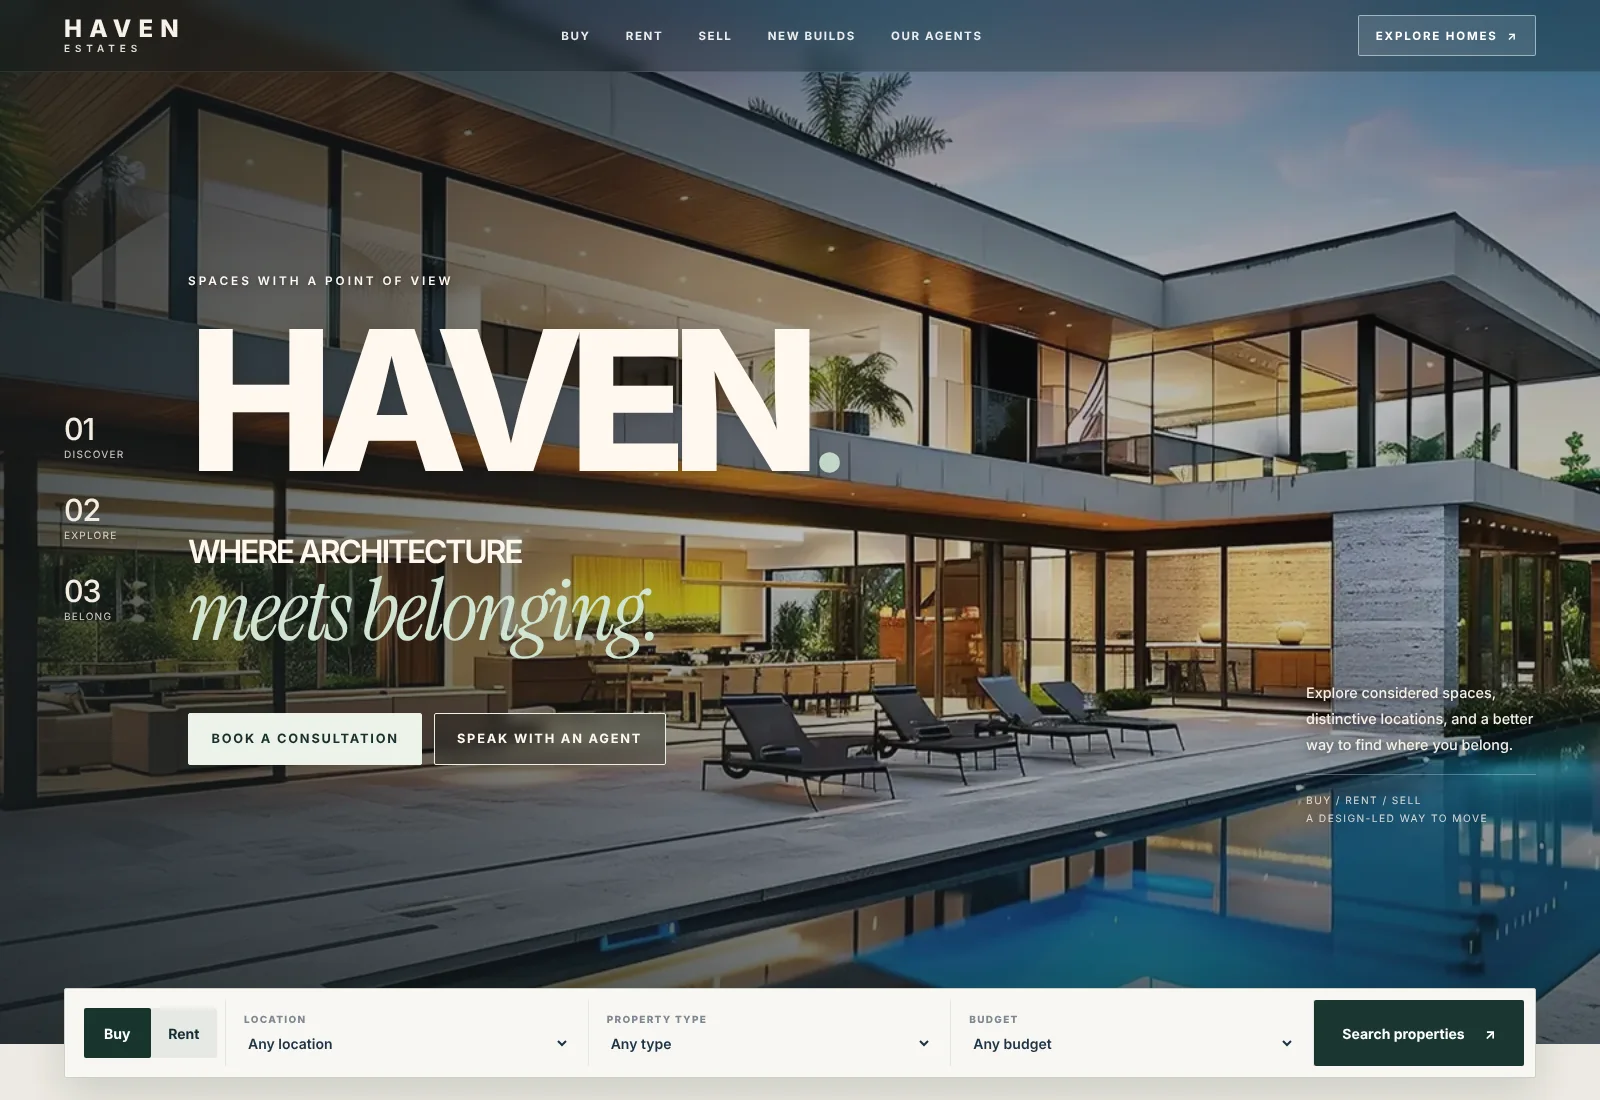 HAVEN
ESTATES
BUY RENT SELL NEW BUILDS OUR AGENTS
EXPLORE HOMES
SPACES WITH A POINT OF VIEW
HAVEN.
01
DISCOVER
02
EXPLORE
03
BELONG
WHERE ARCHITECTURE
meets belonging.
BOOK A CONSULTATION
SPEAK WITH AN AGENT
Explore considered spaces,
distinctive locations, and a better
way to find where you belong.
BUY / RENT / SELL
A DESIGN-LED WAY TO MOVE
Buy Rent
LOCATION
Any location
PROPERTY TYPE
Any type
BUDGET
Any budget
Search properties